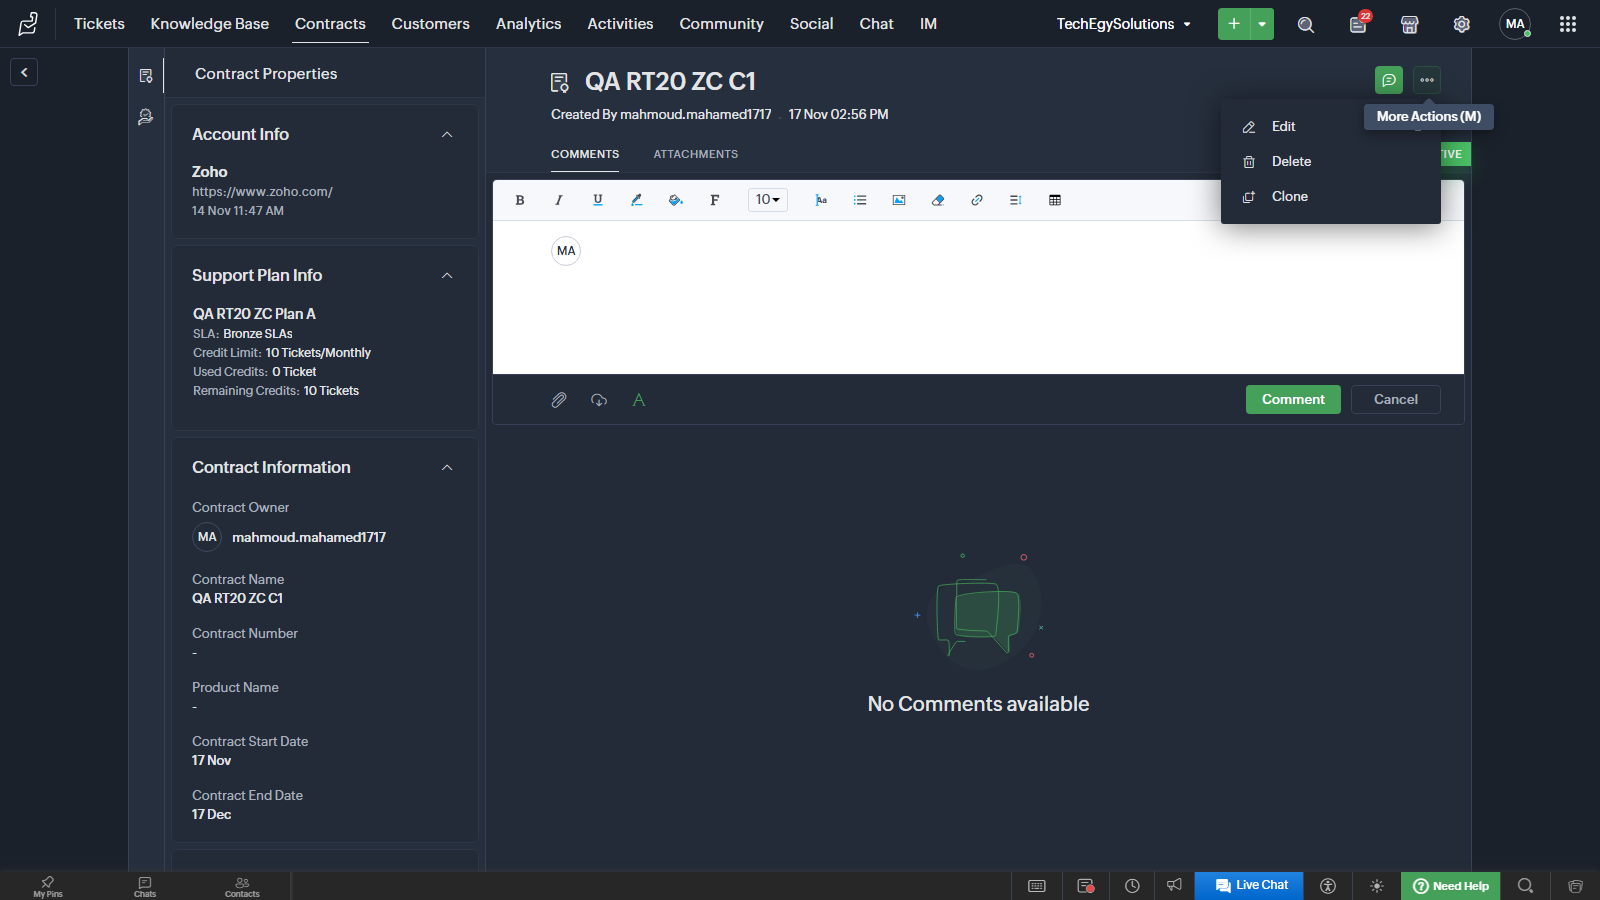 Tickets
Knowledge Base
Contracts
Customers
Analytics
Activities
Community
Social
Chat
IM
TechEgySolutions
22
MA
Contract Properties
Account Info
Zoho
https://www.zoho.com/
14 Nov 11:47 AM
Support Plan Info
QA RT20 ZC Plan A
SLA: Bronze SLAs
Credit Limit: 10 Tickets/Monthly
Used Credits: 0 Ticket
Remaining Credits: 10 Tickets
Contract Information
Contract Owner
MA mahmoud.mahamed1717
Contract Name
QA RT20 ZC C1
Contract Number
-
Product Name
-
Contract Start Date
17 Nov
Contract End Date
17 Dec
QA RT20 ZC C1
Created By mahmoud.mahamed1717 . 17 Nov 02:56 PM
COMMENTS
ATTACHMENTS
More Actions (M)
Edit
Delete
Clone
TIVE
B I U F 10 Aa
MA
A
Comment
Cancel
No Comments available
My Pins
Chats
Contacts
Live Chat
Need Help